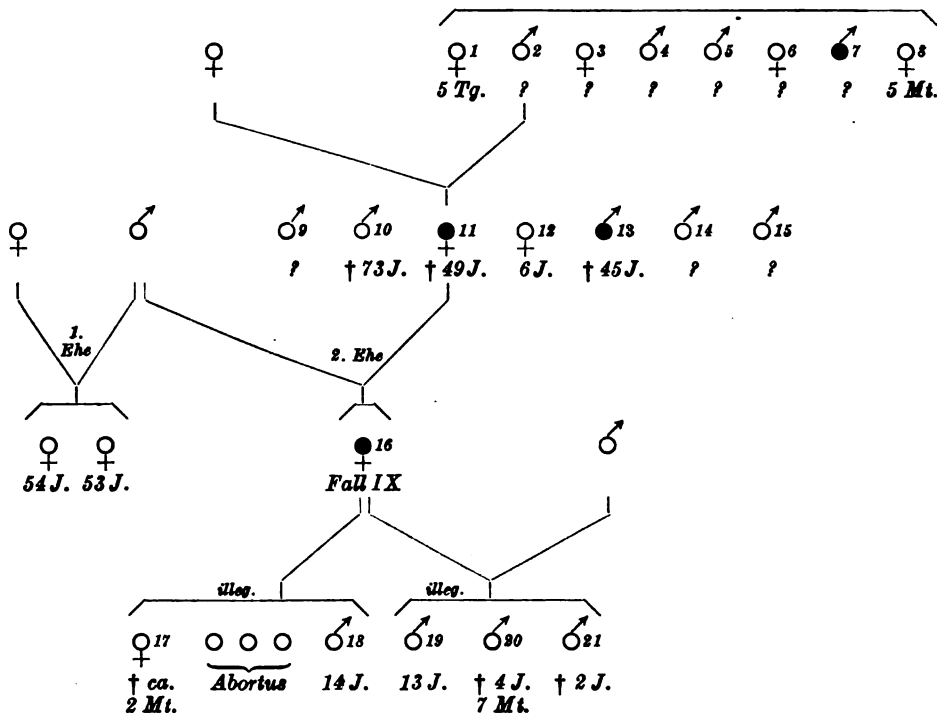 1 2 3 4 5 6 7 8
5 Tg. ? ? ? ? ? ? 5 Mt.
9 10 11 12 13 14 15
? † 73 J. † 49 J. 6 J. † 45 J. ? ?
1.
Ehe
2. Ehe
16
54 J. 53 J. Fall IX
illeg. illeg.
17 18 19 20 21
† ca. Abortus 14 J. 13 J. † 4 J. † 2 J.
2 Mt. 7 Mt.